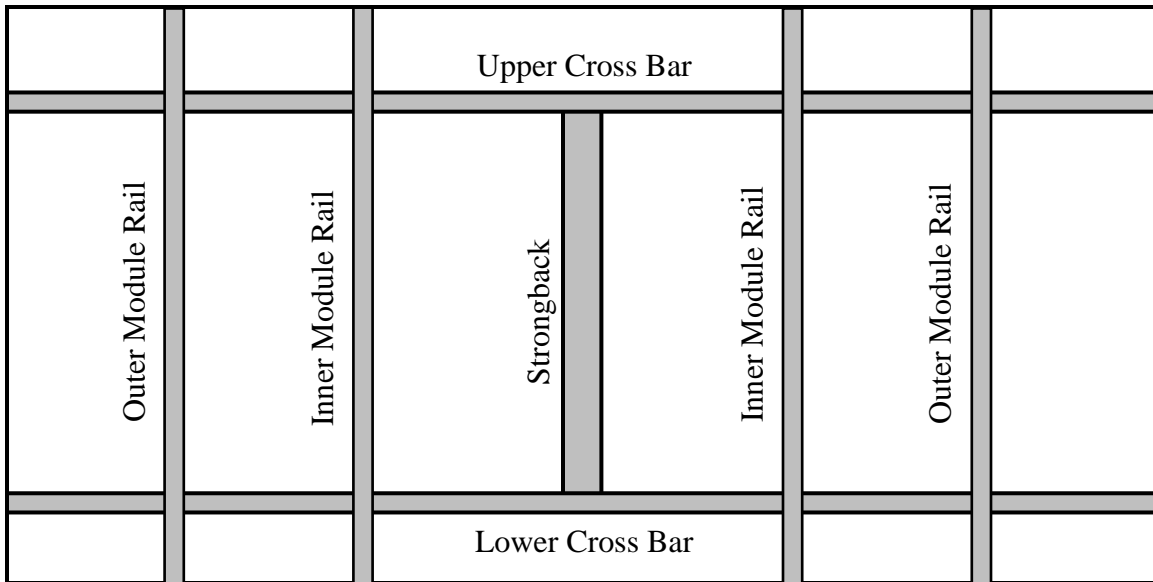 Upper Cross Bar
Outer Module Rail
Inner Module Rail
Strongback
Inner Module Rail
Outer Module Rail
Lower Cross Bar